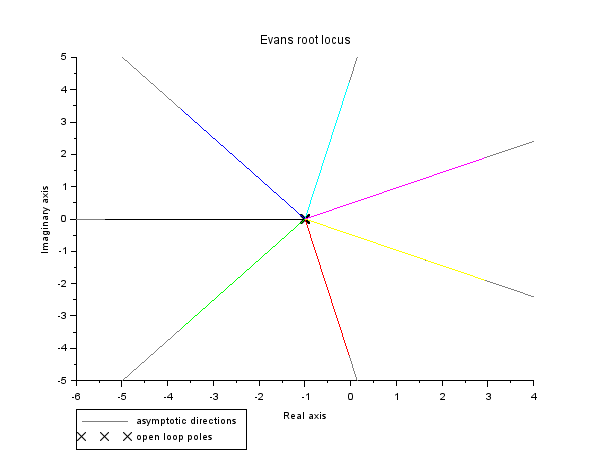 Evans root locus
5
4
3
2
1
0
-1
-2
-3
-4
-5
Imaginary axis
-6 -5 -4 -3 -2 -1 0 1 2 3 4
Real axis
asymptotic directions
open loop poles